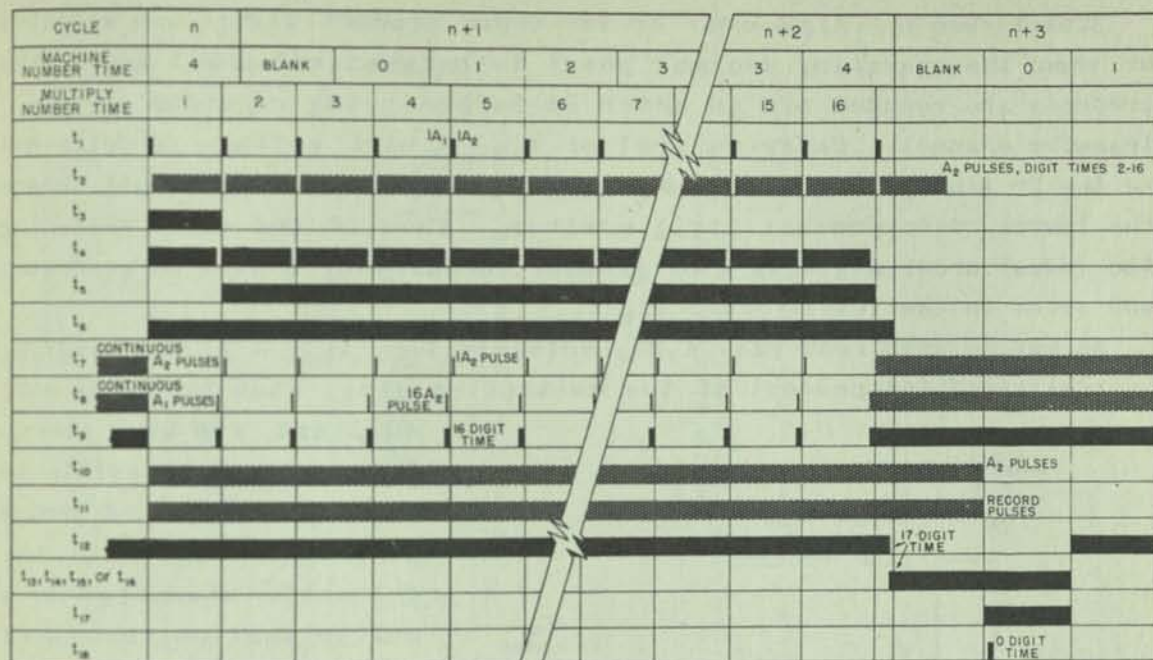 CYCLE n n+1 n+2 n+3
MACHINE NUMBER TIME 4 BLANK 0 1 2 3 3 4 BLANK 0 1
MULTIPLY NUMBER TIME 1 2 3 4 5 6 7 15 16
t₁ 1A₁ 1A₂
t₂ A₂ PULSES, DIGIT TIMES 2-16
t₃
t₄
t₅
t₆
t₇ CONTINUOUS A₂ PULSES 1A₂ PULSE
t₈ CONTINUOUS A₁ PULSES 16A₂ PULSE
t₉ 16 DIGIT TIME
t₁₀ A₂ PULSES
t₁₁ RECORD PULSES
t₁₂ 17 DIGIT TIME
t₁₃, t₁₄, t₁₅, or t₁₆
t₁₇
t₁₈ 0 DIGIT TIME